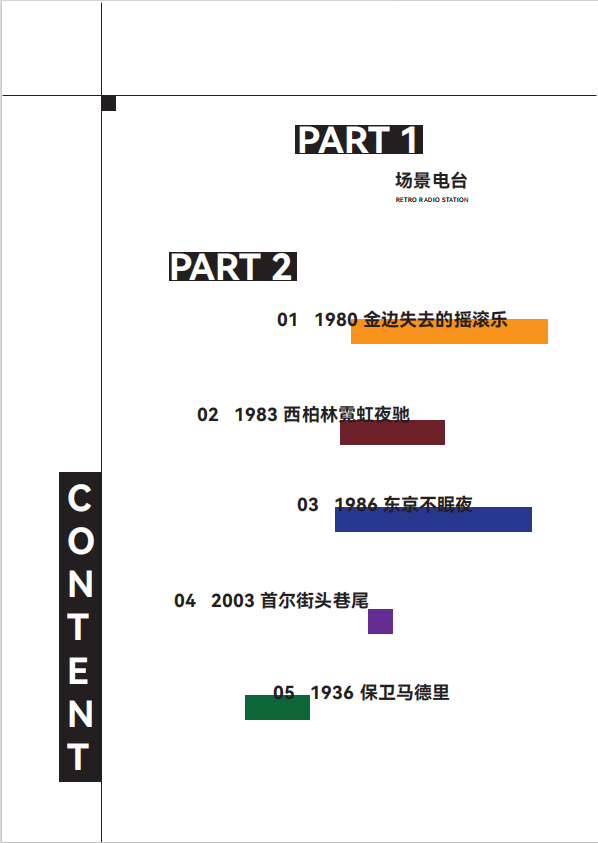 PART 1
场景电台
RETRO RADIO STATION
PART 2
01 1980 金边失去的摇滚乐
02 1983 西柏林霓虹夜驰
03 1986 东京不眠夜
04 2003 首尔街头巷尾
05 1936 保卫马德里
CONTENT